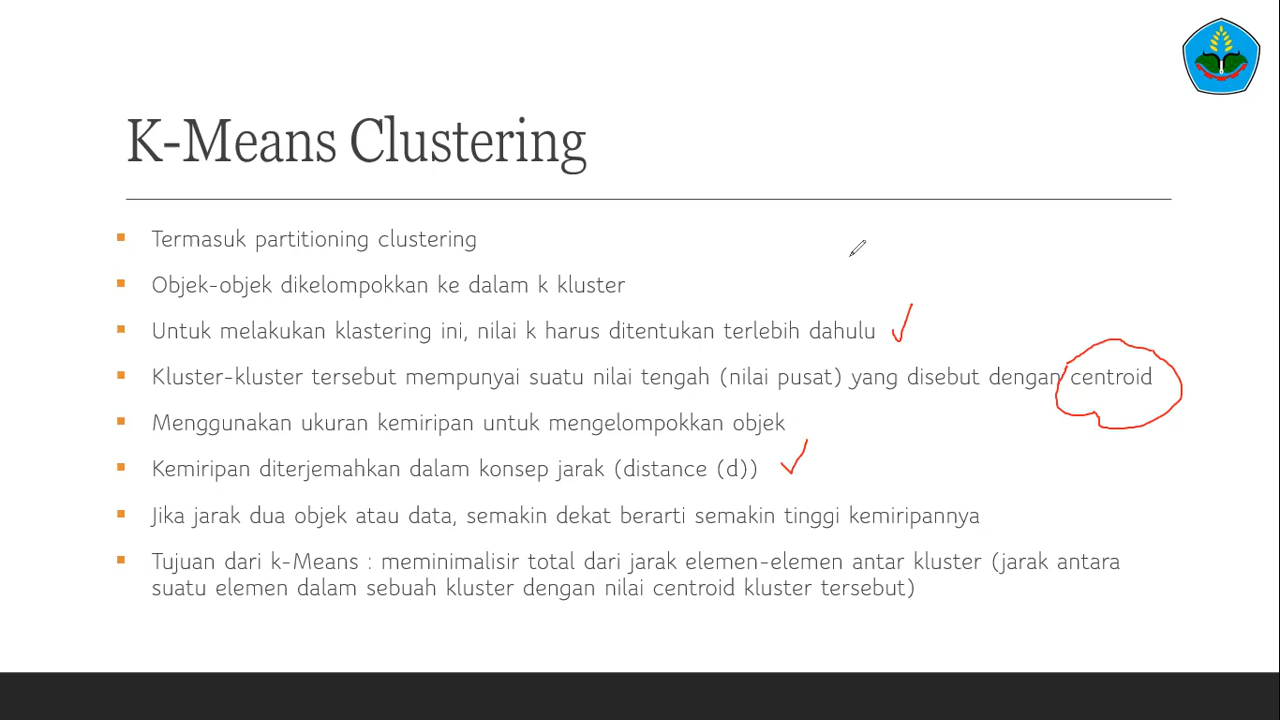 K-Means Clustering
Termasuk partitioning clustering
Objek-objek dikelompokkan ke dalam k kluster
Untuk melakukan klastering ini, nilai k harus ditentukan terlebih dahulu
Kluster-kluster tersebut mempunyai suatu nilai tengah (nilai pusat) yang disebut dengan centroid
Menggunakan ukuran kemiripan untuk mengelompokkan objek
Kemiripan diterjemahkan dalam konsep jarak (distance (d))
Jika jarak dua objek atau data, semakin dekat berarti semakin tinggi kemiripannya
Tujuan dari k-Means : meminimalisir total dari jarak elemen-elemen antar kluster (jarak antara
suatu elemen dalam sebuah kluster dengan nilai centroid kluster tersebut)